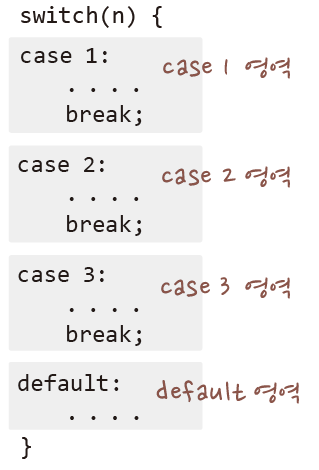 switch(n) {
case 1: case 1 영역
. . . .
break;
case 2: case 2 영역
. . . .
break;
case 3: case 3 영역
. . . .
break;
default: default 영역
. . . .
}